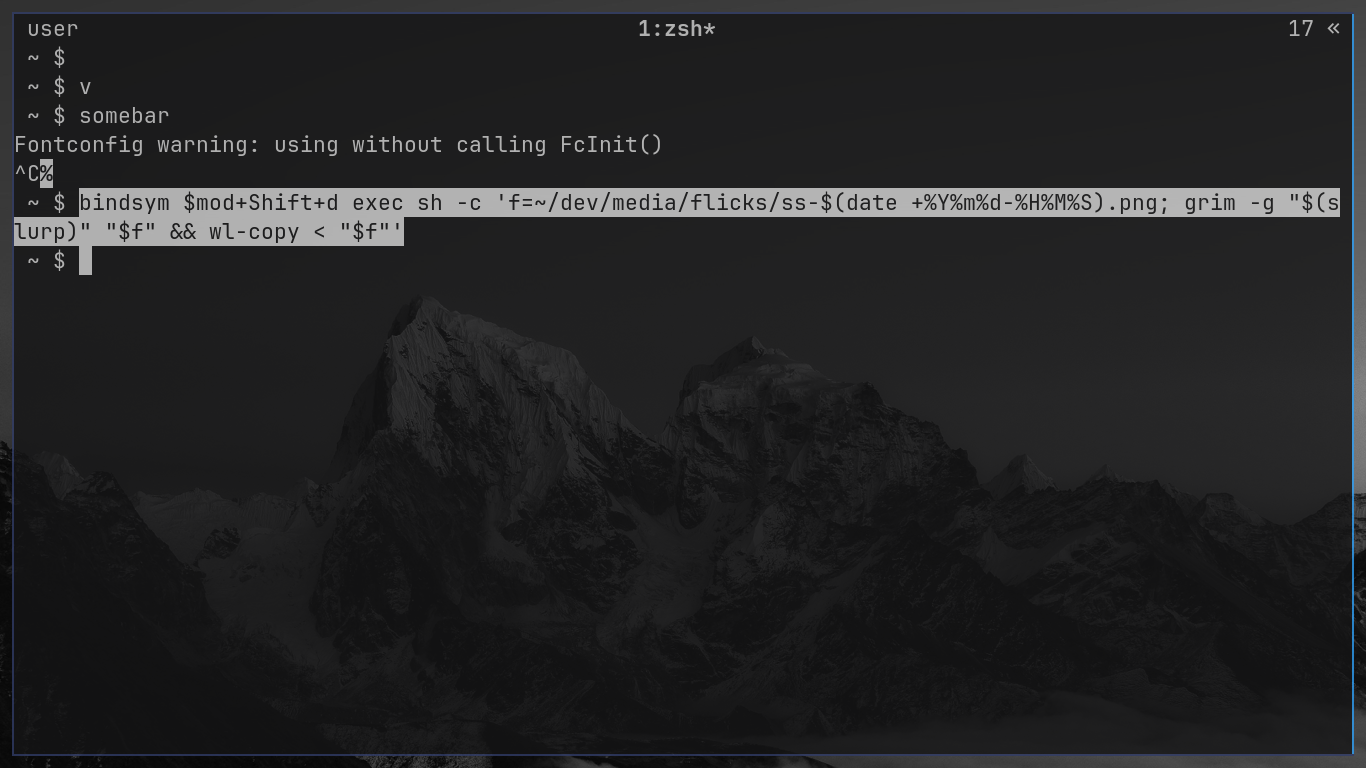 user 1:zsh* 17 «
~ $
~ $ v
~ $ somebar
Fontconfig warning: using without calling FcInit()
^C%
~ $ bindsym $mod+Shift+d exec sh -c 'f=~/dev/media/flicks/ss-$(date +%Y%m%d-%H%M%S).png; grim -g "$(s
lurp)" "$f" && wl-copy < "$f"'
~ $